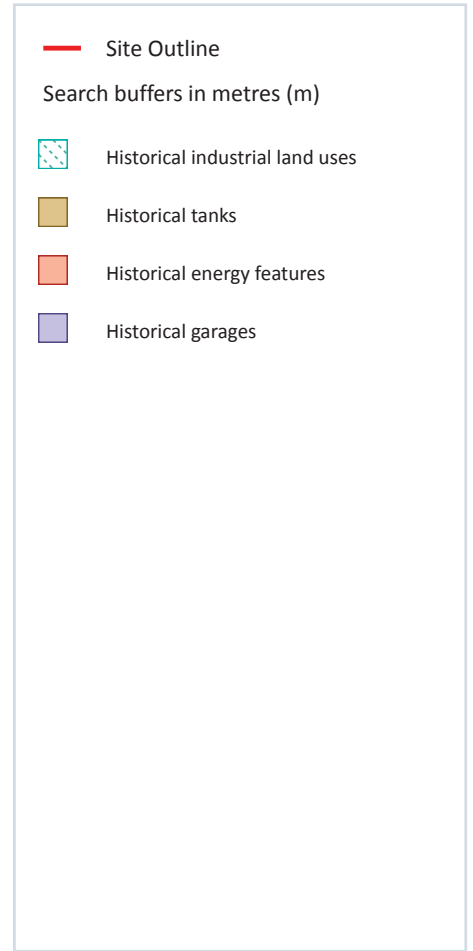 Site Outline
Search buffers in metres (m)
Historical industrial land uses
Historical tanks
Historical energy features
Historical garages